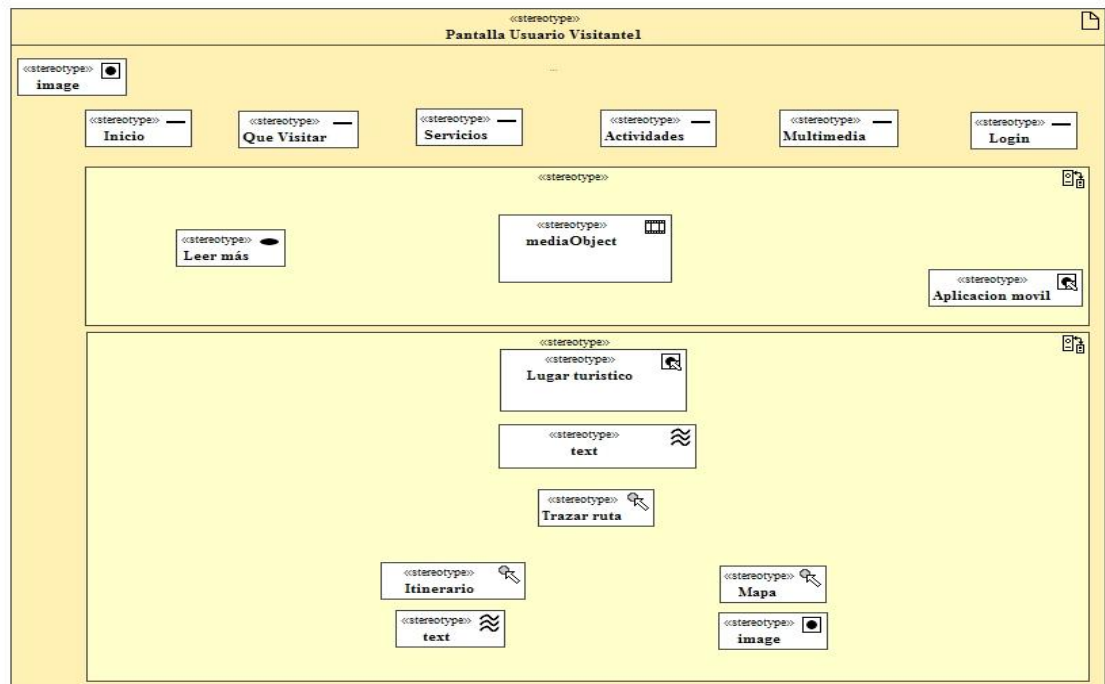 «stereotype»
Pantalla Usuario Visitante1
«stereotype»
image
...
«stereotype»
Inicio
«stereotype»
Que Visitar
«stereotype»
Servicios
«stereotype»
Actividades
«stereotype»
Multimedia
«stereotype»
Login
«stereotype»
«stereotype»
Leer más
«stereotype»
mediaObject
«stereotype»
Aplicacion movil
«stereotype»
«stereotype»
Lugar turistico
«stereotype»
text
«stereotype»
Trazar ruta
«stereotype»
Itinerario
«stereotype»
Mapa
«stereotype»
text
«stereotype»
image